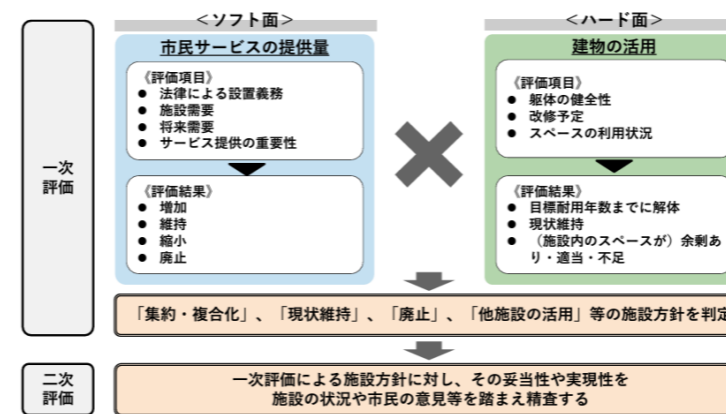 ＜ソフト面＞
市民サービスの提供量
《評価項目》
● 法律による設置義務
● 施設需要
● 将来需要
● サービス提供の重要性
《評価結果》
● 増加
● 維持
● 縮小
● 廃止
＜ハード面＞
建物の活用
《評価項目》
● 躯体の健全性
● 改修予定
● スペースの利用状況
《評価結果》
● 目標耐用年数までに解体
● 現状維持
● （施設内のスペースが）余剰あ
り・適当・不足
一次
評価
「集約・複合化」、「現状維持」、「廃止」、「他施設の活用」等の施設方針を判定
二次
評価
一次評価による施設方針に対し、その妥当性や実現性を
施設の状況や市民の意見等を踏まえ精査する